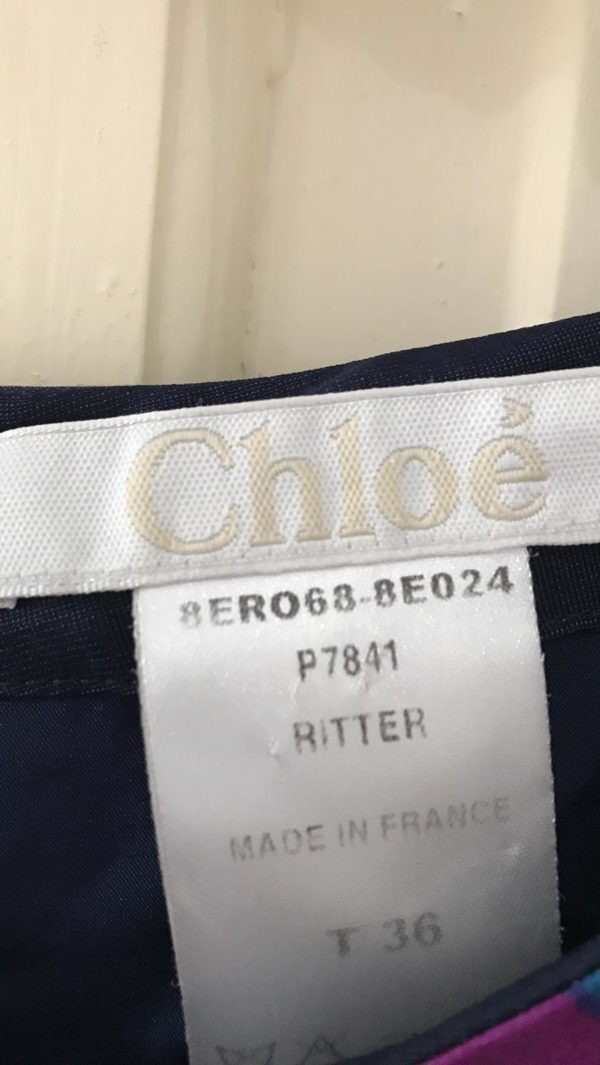 Chloé
8ERO68-8E024
P7841
RITTER
MADE IN FRANCE
T 36